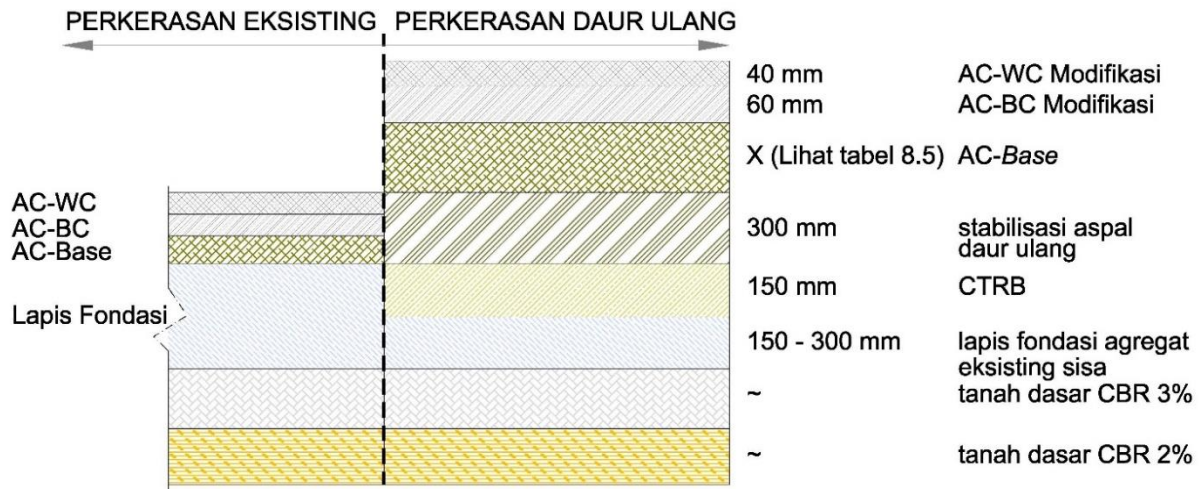 PERKERASAN EKSISTING PERKERASAN DAUR ULANG
40 mm AC-WC Modifikasi
60 mm AC-BC Modifikasi
X (Lihat tabel 8.5) AC-Base
AC-WC
AC-BC
AC-Base
300 mm stabilisasi aspal
daur ulang
150 mm CTRB
Lapis Fondasi
150 - 300 mm lapis fondasi agregat
eksisting sisa
~ tanah dasar CBR 3%
~ tanah dasar CBR 2%